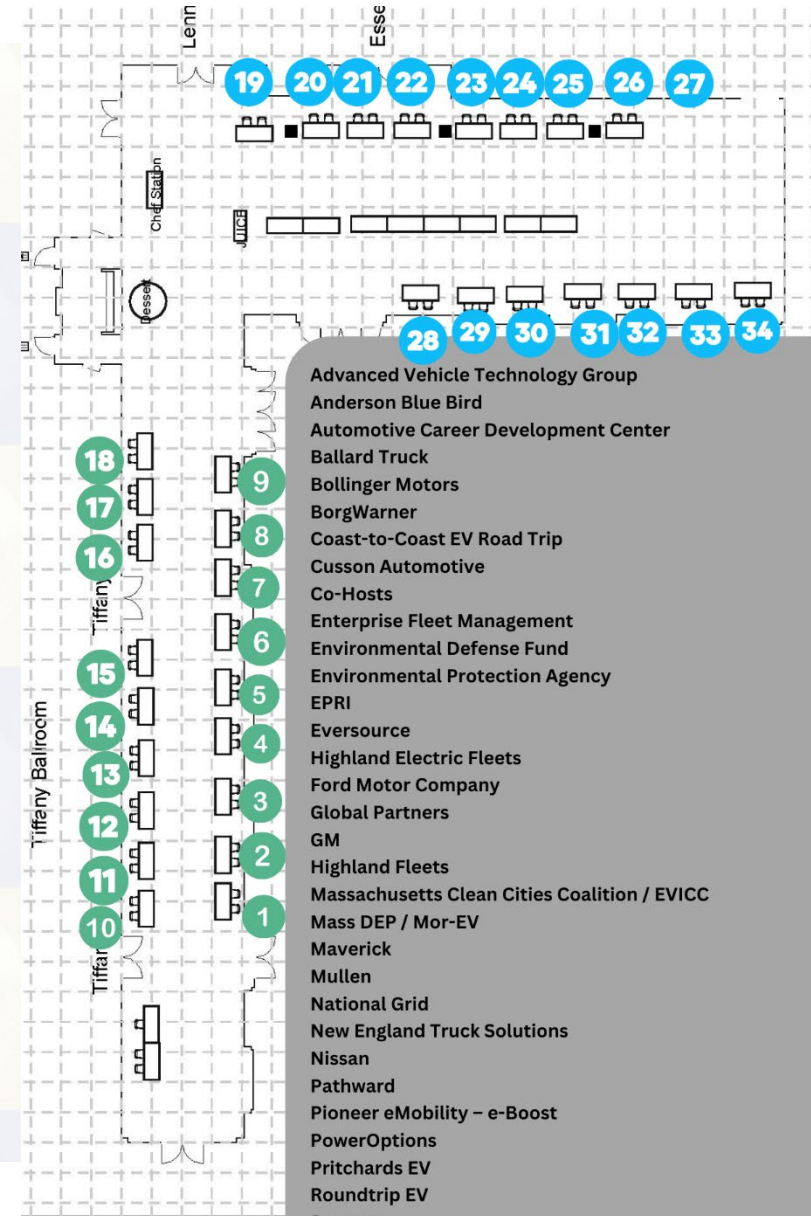 Lenn
Esse
19
20
21
22
23
24
25
26
27
Chef Station
JUICE
Dessert
28
29
30
31
32
33
34
18
17
16
Tiffany
15
14
13
12
11
10
Tiffan
Tiffany Ballroom
9
8
7
6
5
4
3
2
1
Advanced Vehicle Technology Group
Anderson Blue Bird
Automotive Career Development Center
Ballard Truck
Bollinger Motors
BorgWarner
Coast-to-Coast EV Road Trip
Cusson Automotive
Co-Hosts
Enterprise Fleet Management
Environmental Defense Fund
Environmental Protection Agency
EPRI
Eversource
Highland Electric Fleets
Ford Motor Company
Global Partners
GM
Highland Fleets
Massachusetts Clean Cities Coalition / EVICC
Mass DEP / Mor-EV
Maverick
Mullen
National Grid
New England Truck Solutions
Nissan
Pathward
Pioneer eMobility – e-Boost
PowerOptions
Pritchards EV
Roundtrip EV